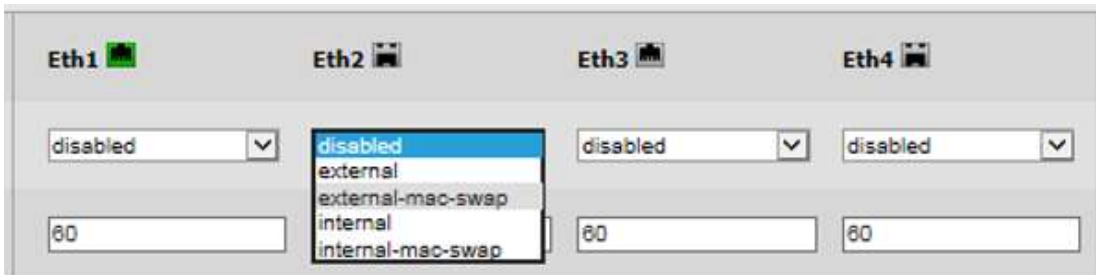 Eth1 Eth2 Eth3 Eth4
disabled disabled disabled disabled
external
external-mac-swap
internal
internal-mac-swap
60 60 60